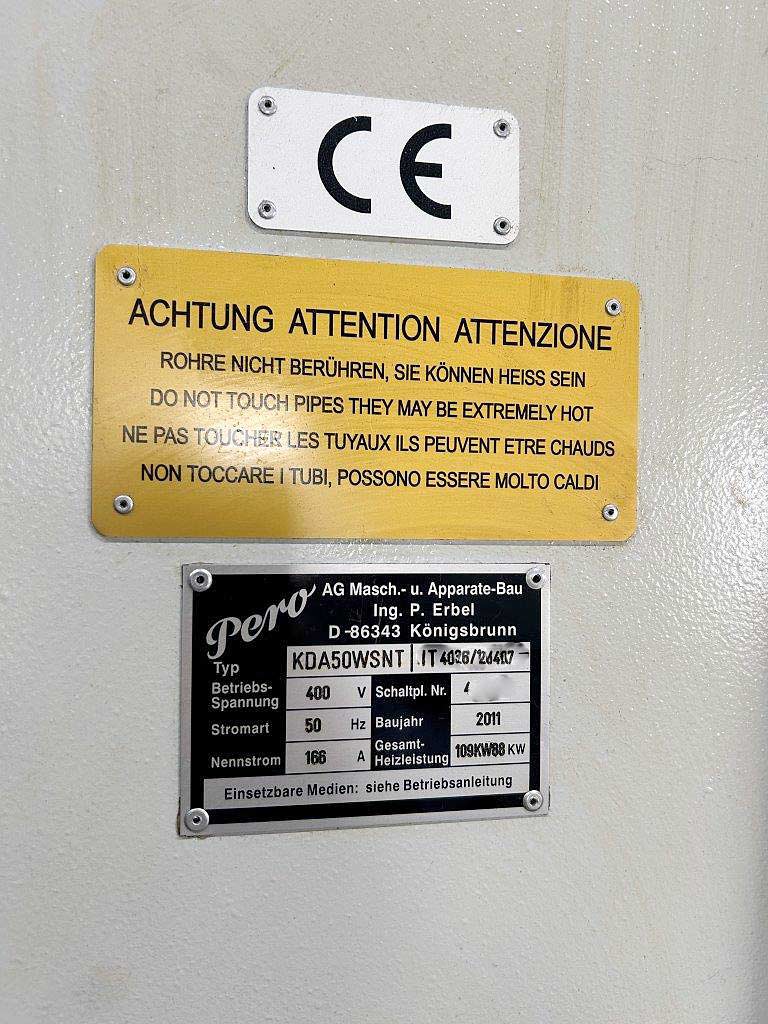 CE
ACHTUNG ATTENTION ATTENZIONE
ROHRE NICHT BERÜHREN, SIE KÖNNEN HEISS SEIN
DO NOT TOUCH PIPES THEY MAY BE EXTREMELY HOT
NE PAS TOUCHER LES TUYAUX ILS PEUVENT ETRE CHAUDS
NON TOCCARE I TUBI, POSSONO ESSERE MOLTO CALDI
Pero AG Masch.- u. Apparate-Bau
Ing. P. Erbel
D-86343 Königsbrunn
Typ KDA50WSNT
Betriebs-Spannung 400 V Schaltpl. Nr. 4
Stromart 50 Hz Baujahr 2011
Nennstrom 166 A Gesamt-Heizleistung 109KW88 KW
Einsetzbare Medien: siehe Betriebsanleitung